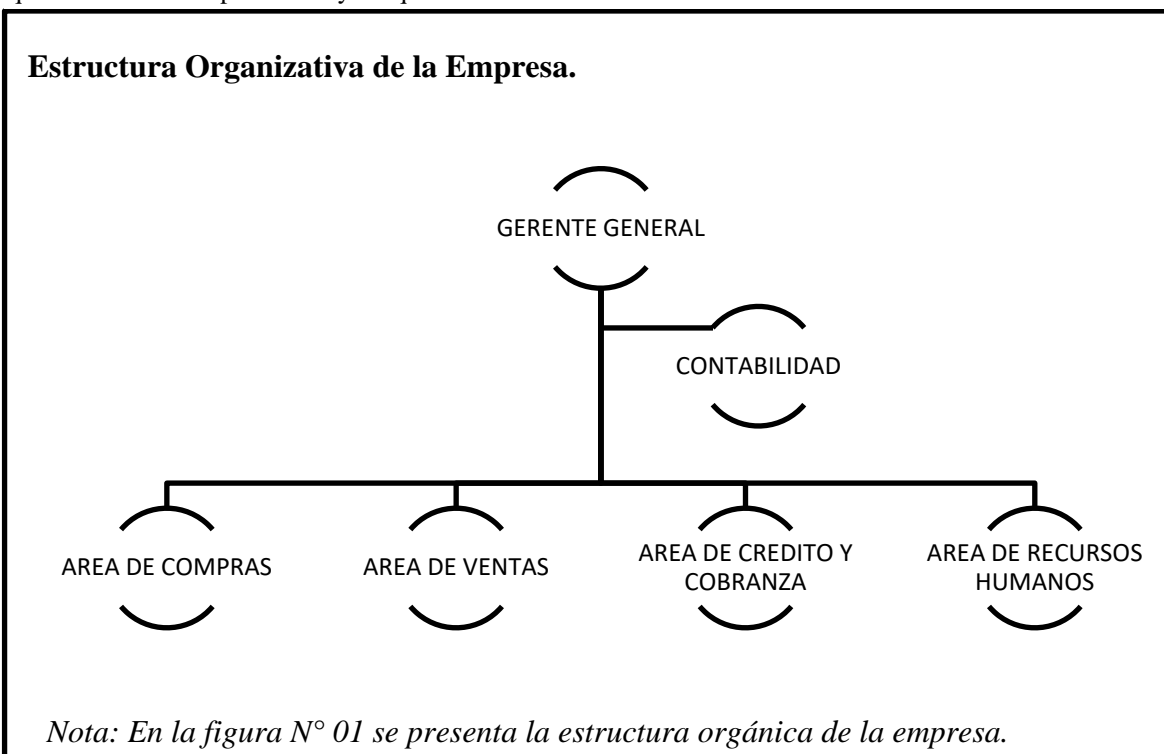 Estructura Organizativa de la Empresa.
GERENTE GENERAL
CONTABILIDAD
AREA DE COMPRAS
AREA DE VENTAS
AREA DE CREDITO Y
COBRANZA
AREA DE RECURSOS
HUMANOS
Nota: En la figura N° 01 se presenta la estructura orgánica de la empresa.